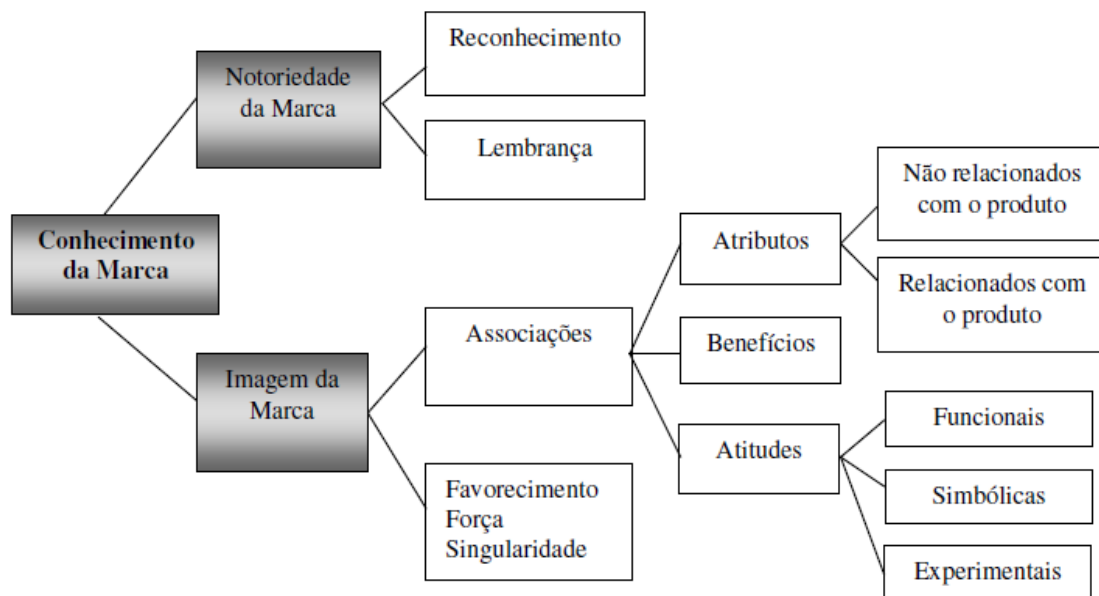 Reconhecimento
Notoriedade
da Marca
Lembrança
Não relacionados
com o produto
Atributos
Conhecimento
da Marca
Relacionados com
o produto
Associações
Benefícios
Imagem da
Marca
Funcionais
Atitudes
Simbólicas
Favorecimento
Força
Singularidade
Experimentais